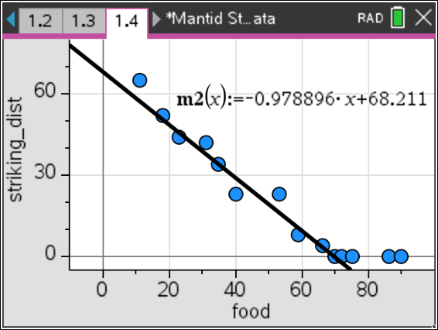 1.2 1.3 1.4 *Mantid St...ata RAD
60
30
0
striking_dist
m2(x):=-0.978896·x+68.211
0 20 40 60 80
food